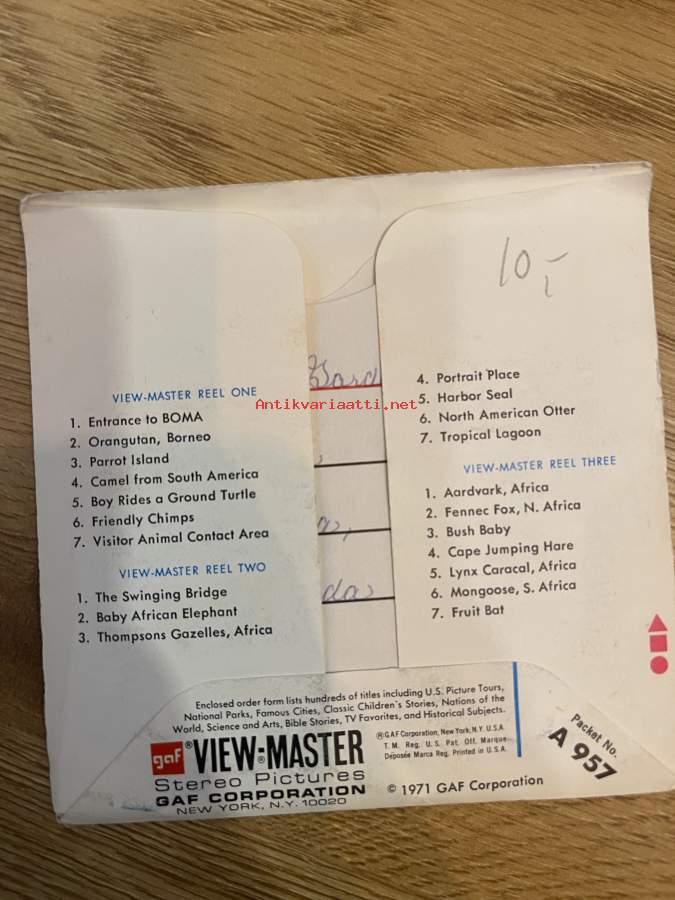 10,-
VIEW-MASTER REEL ONE
1. Entrance to BOMA
2. Orangutan, Borneo
3. Parrot Island
4. Camel from South America
5. Boy Rides a Ground Turtle
6. Friendly Chimps
7. Visitor Animal Contact Area
VIEW-MASTER REEL TWO
1. The Swinging Bridge
2. Baby African Elephant
3. Thompsons Gazelles, Africa
4. Portrait Place
5. Harbor Seal
6. North American Otter
7. Tropical Lagoon
VIEW-MASTER REEL THREE
1. Aardvark, Africa
2. Fennec Fox, N. Africa
3. Bush Baby
4. Cape Jumping Hare
5. Lynx Caracal, Africa
6. Mongoose, S. Africa
7. Fruit Bat
Antikvariaatti.net
Enclosed order form lists hundreds of titles including U.S. Picture Tours,
National Parks, Famous Cities, Classic Children's Stories, Nations of the
World, Science and Arts, Bible Stories, TV Favorites, and Historical Subjects.
gaf ®VIEW-MASTER
Stereo Pictures
GAF CORPORATION
NEW YORK, N.Y. 10020
®GAF Corporation, New York, N.Y. U.S.A.
T. M. Reg. U. S. Pat. Off. Marque
Déposée Marca Reg. Printed in U.S.A.
© 1971 GAF Corporation
Packet No.
A 957